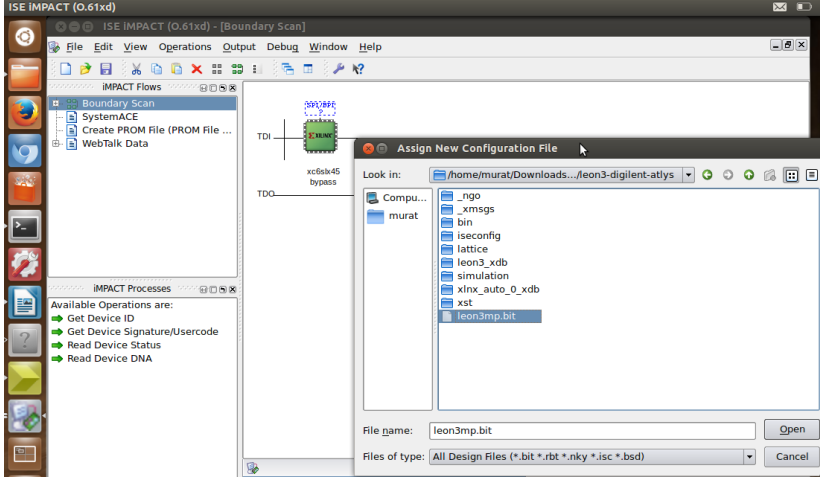 ISE iMPACT (O.61xd)
ISE iMPACT (O.61xd) - [Boundary Scan]
File Edit View Operations Output Debug Window Help
iMPACT Flows
Boundary Scan
SystemACE
Create PROM File (PROM File ...
WebTalk Data
SPI/BPI
?
TDI
XILINX
xc6slx45
bypass
TDO
Assign New Configuration File
Look in: /home/murat/Downloads.../leon3-digilent-atlys
Compu...
murat
_ngo
_xmsgs
bin
iseconfig
lattice
leon3_xdb
simulation
xlnx_auto_0_xdb
xst
leon3mp.bit
iMPACT Processes
Available Operations are:
Get Device ID
Get Device Signature/Usercode
Read Device Status
Read Device DNA
File name: leon3mp.bit Open
Files of type: All Design Files (*.bit *.rbt *.nky *.isc *.bsd) Cancel